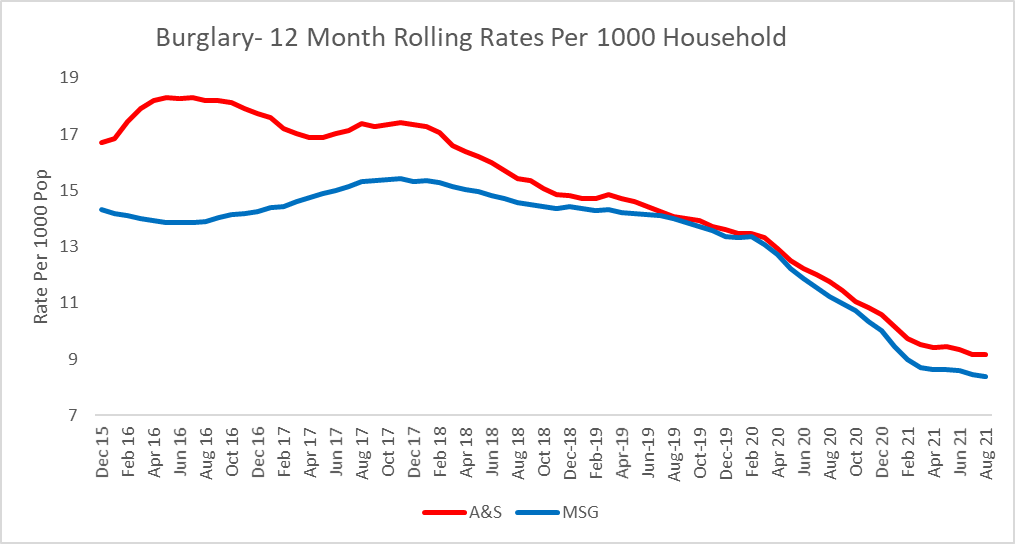 Burglary- 12 Month Rolling Rates Per 1000 Household
Rate Per 1000 Pop
19
17
15
13
11
9
7
Dec 15
Feb 16
Apr 16
Jun 16
Aug 16
Oct 16
Dec 16
Feb 17
Apr 17
Jun 17
Aug 17
Oct 17
Dec 17
Feb 18
Apr 18
Jun 18
Aug 18
Oct 18
Dec-18
Feb-19
Apr-19
Jun-19
Aug-19
Oct-19
Dec-19
Feb 20
Apr 20
Jun 20
Aug 20
Oct 20
Dec 20
Feb 21
Apr 21
Jun 21
Aug 21
A&S MSG